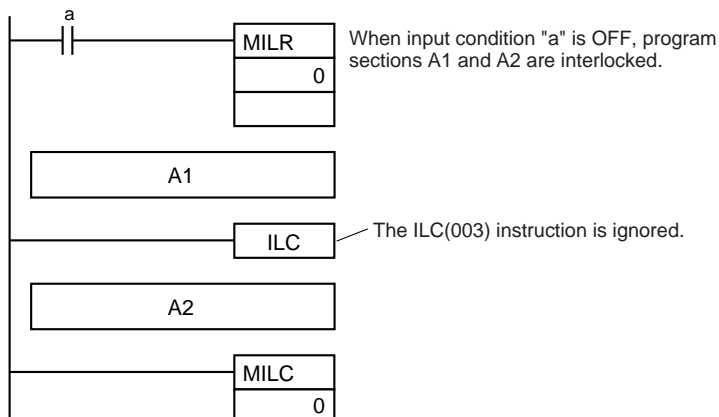 a
MILR
0
When input condition "a" is OFF, program
sections A1 and A2 are interlocked.
A1
ILC
The ILC(003) instruction is ignored.
A2
MILC
0